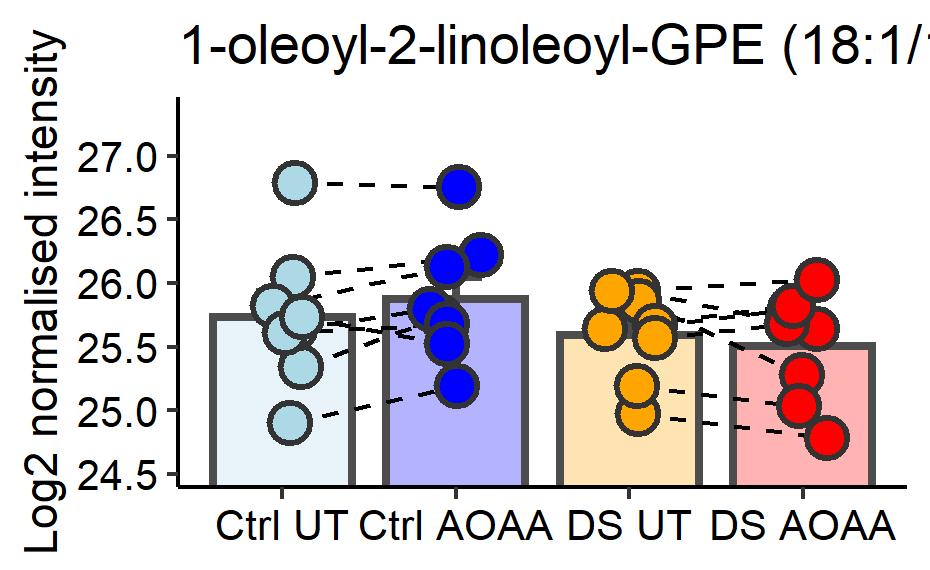 1-oleoyl-2-linoleoyl-GPE (18:1/
Log2 normalised intensity
27.0
26.5
26.0
25.5
25.0
24.5
Ctrl UT Ctrl AOAA DS UT DS AOAA